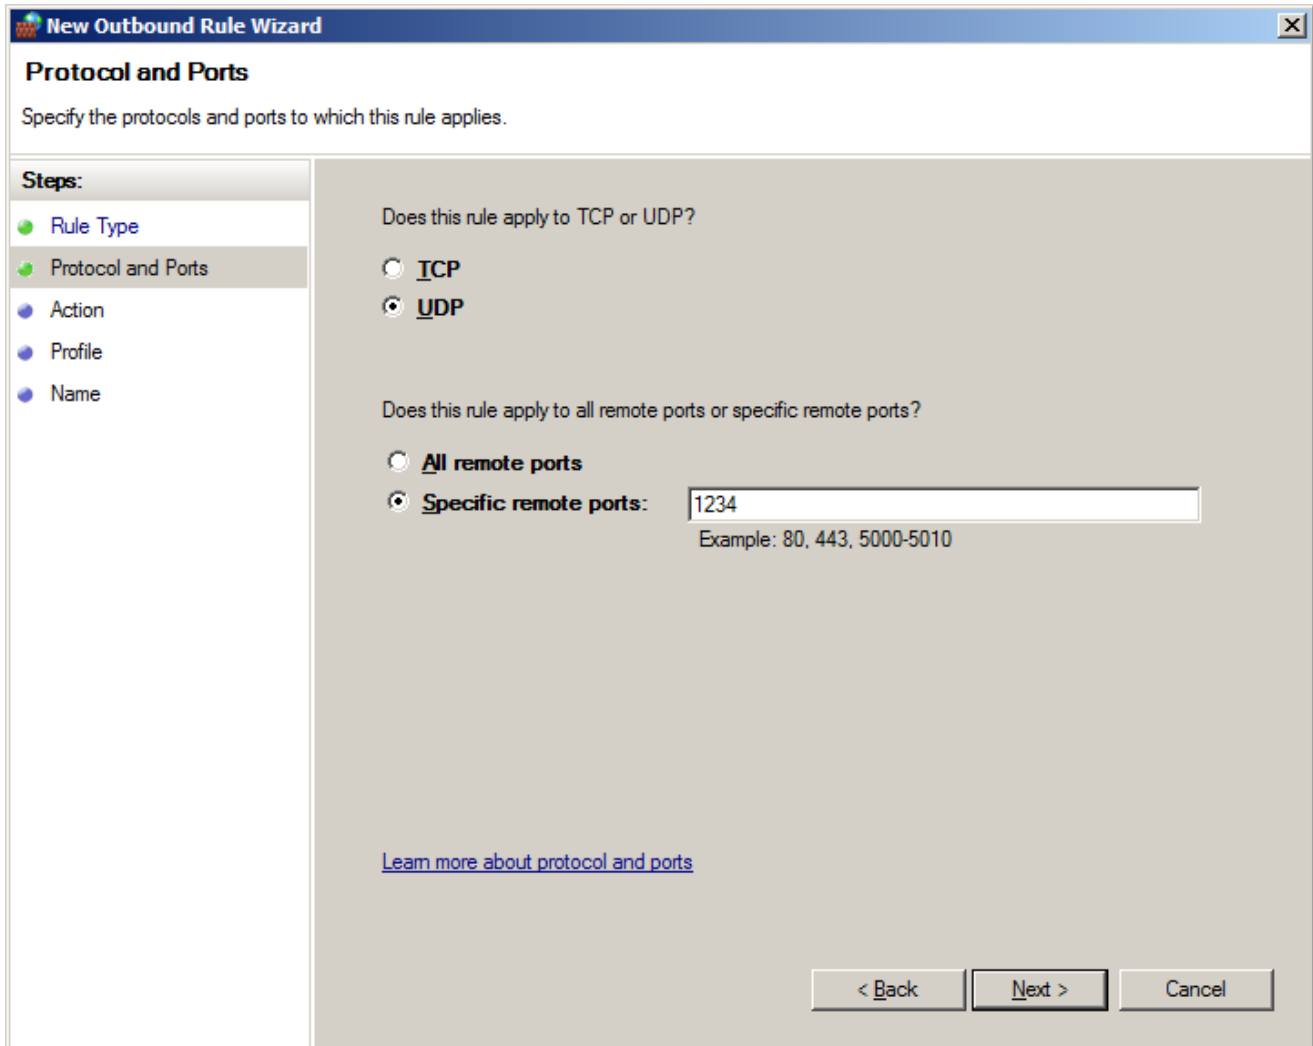 New Outbound Rule Wizard
Protocol and Ports
Specify the protocols and ports to which this rule applies.
Steps:
Rule Type
Protocol and Ports
Action
Profile
Name
Does this rule apply to TCP or UDP?
TCP
UDP
Does this rule apply to all remote ports or specific remote ports?
All remote ports
Specific remote ports: 1234
Example: 80, 443, 5000-5010
Learn more about protocol and ports
< Back Next > Cancel